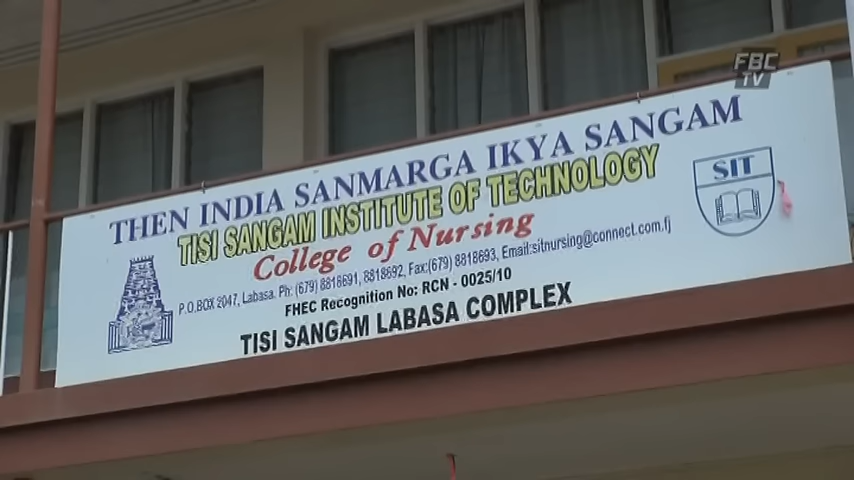 FBC
TV
THEN INDIA SANMARGA IKYA SANGAM
TISI SANGAM INSTITUTE OF TECHNOLOGY
College of Nursing
SIT
P.O.BOX 2047, Labasa. Ph: (679) 8818691, 8818692, Fax:(679) 8818693, Email:sitnursing@connect.com.fj
FHEC Recognition No: RCN - 0025/10
TISI SANGAM LABASA COMPLEX